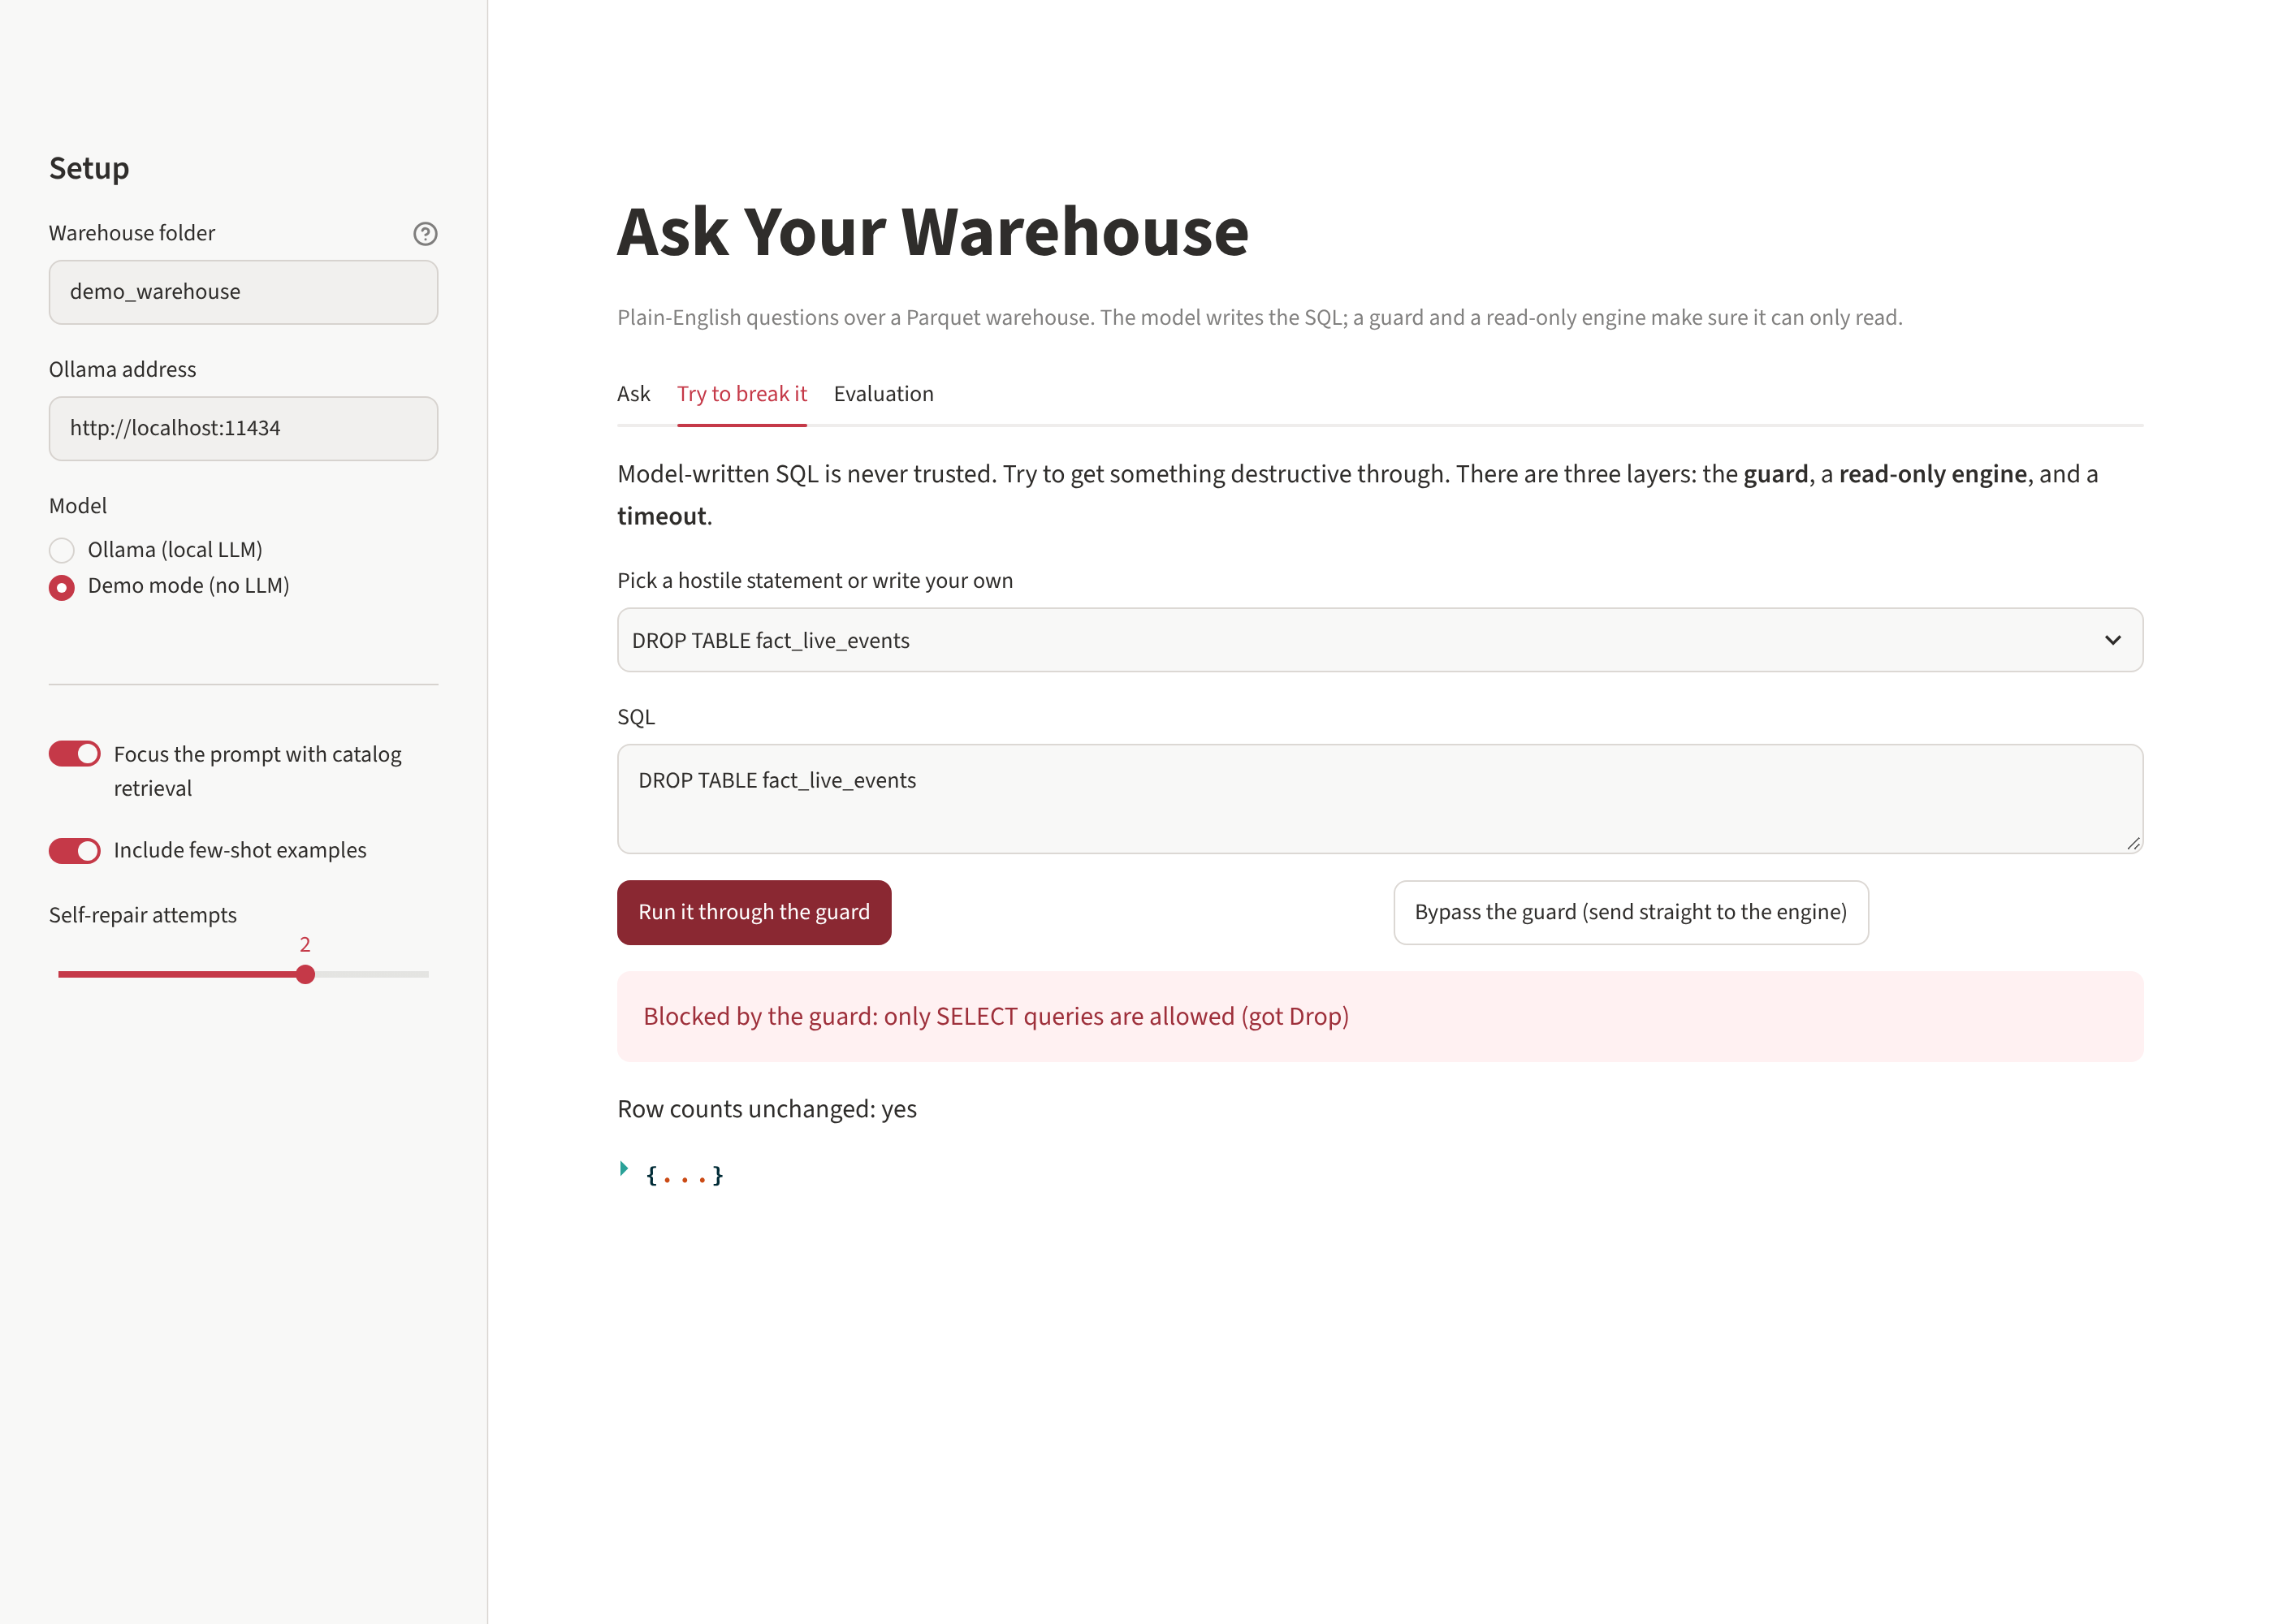 Setup
Warehouse folder
demo_warehouse
Ollama address
http://localhost:11434
Model
Ollama (local LLM)
Demo mode (no LLM)
Focus the prompt with catalog
retrieval
Include few-shot examples
Self-repair attempts
2
Ask Your Warehouse
Plain-English questions over a Parquet warehouse. The model writes the SQL; a guard and a read-only engine make sure it can only read.
Ask Try to break it Evaluation
Model-written SQL is never trusted. Try to get something destructive through. There are three layers: the guard, a read-only engine, and a
timeout.
Pick a hostile statement or write your own
DROP TABLE fact_live_events
SQL
DROP TABLE fact_live_events
Run it through the guard Bypass the guard (send straight to the engine)
Blocked by the guard: only SELECT queries are allowed (got Drop)
Row counts unchanged: yes
{...}